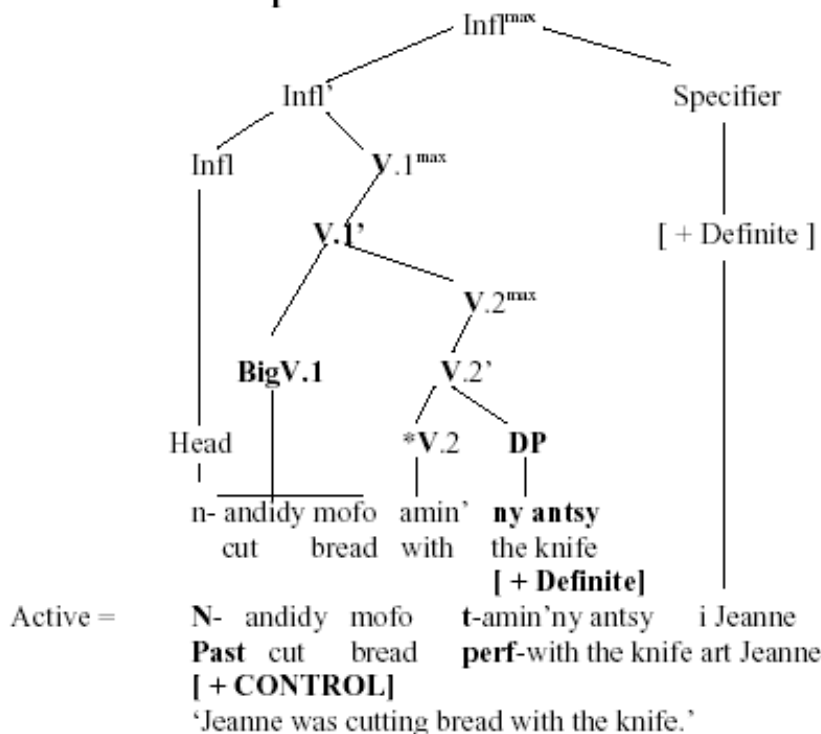 Infl^max
Infl' Specifier
Infl V.1^max
V.1' [ + Definite ]
V.2^max
BigV.1 V.2'
Head *V.2 DP
n- andidy mofo amin' ny antsy
cut bread with the knife
[ + Definite]
Active = N- andidy mofo t-amin'ny antsy i Jeanne
Past cut bread perf-with the knife art Jeanne
[ + CONTROL]
'Jeanne was cutting bread with the knife.'